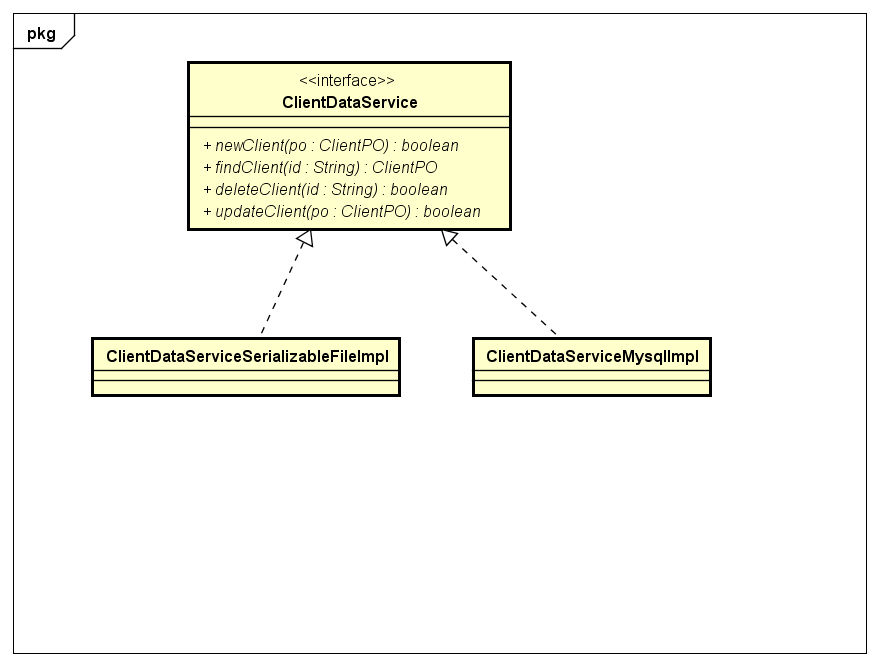 pkg
<<interface>>
ClientDataService
+ newClient(po : ClientPO) : boolean
+ findClient(id : String) : ClientPO
+ deleteClient(id : String) : boolean
+ updateClient(po : ClientPO) : boolean
ClientDataServiceSerializableFileImpl
ClientDataServiceMysqlImpl